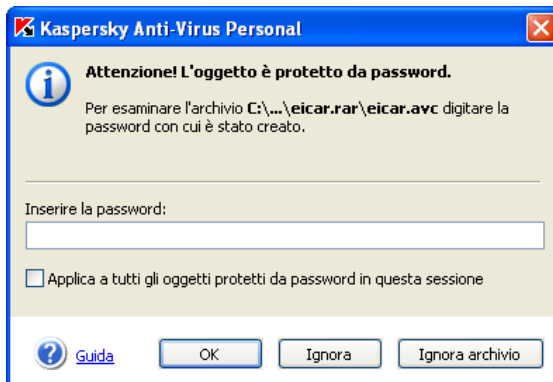 Kaspersky Anti-Virus Personal
Attenzione! L'oggetto è protetto da password.
Per esaminare l'archivio C:\...\eicar.rar\eicar.avc digitare la
password con cui è stato creato.
Inserire la password:
Applica a tutti gli oggetti protetti da password in questa sessione
Guida
OK
Ignora
Ignora archivio